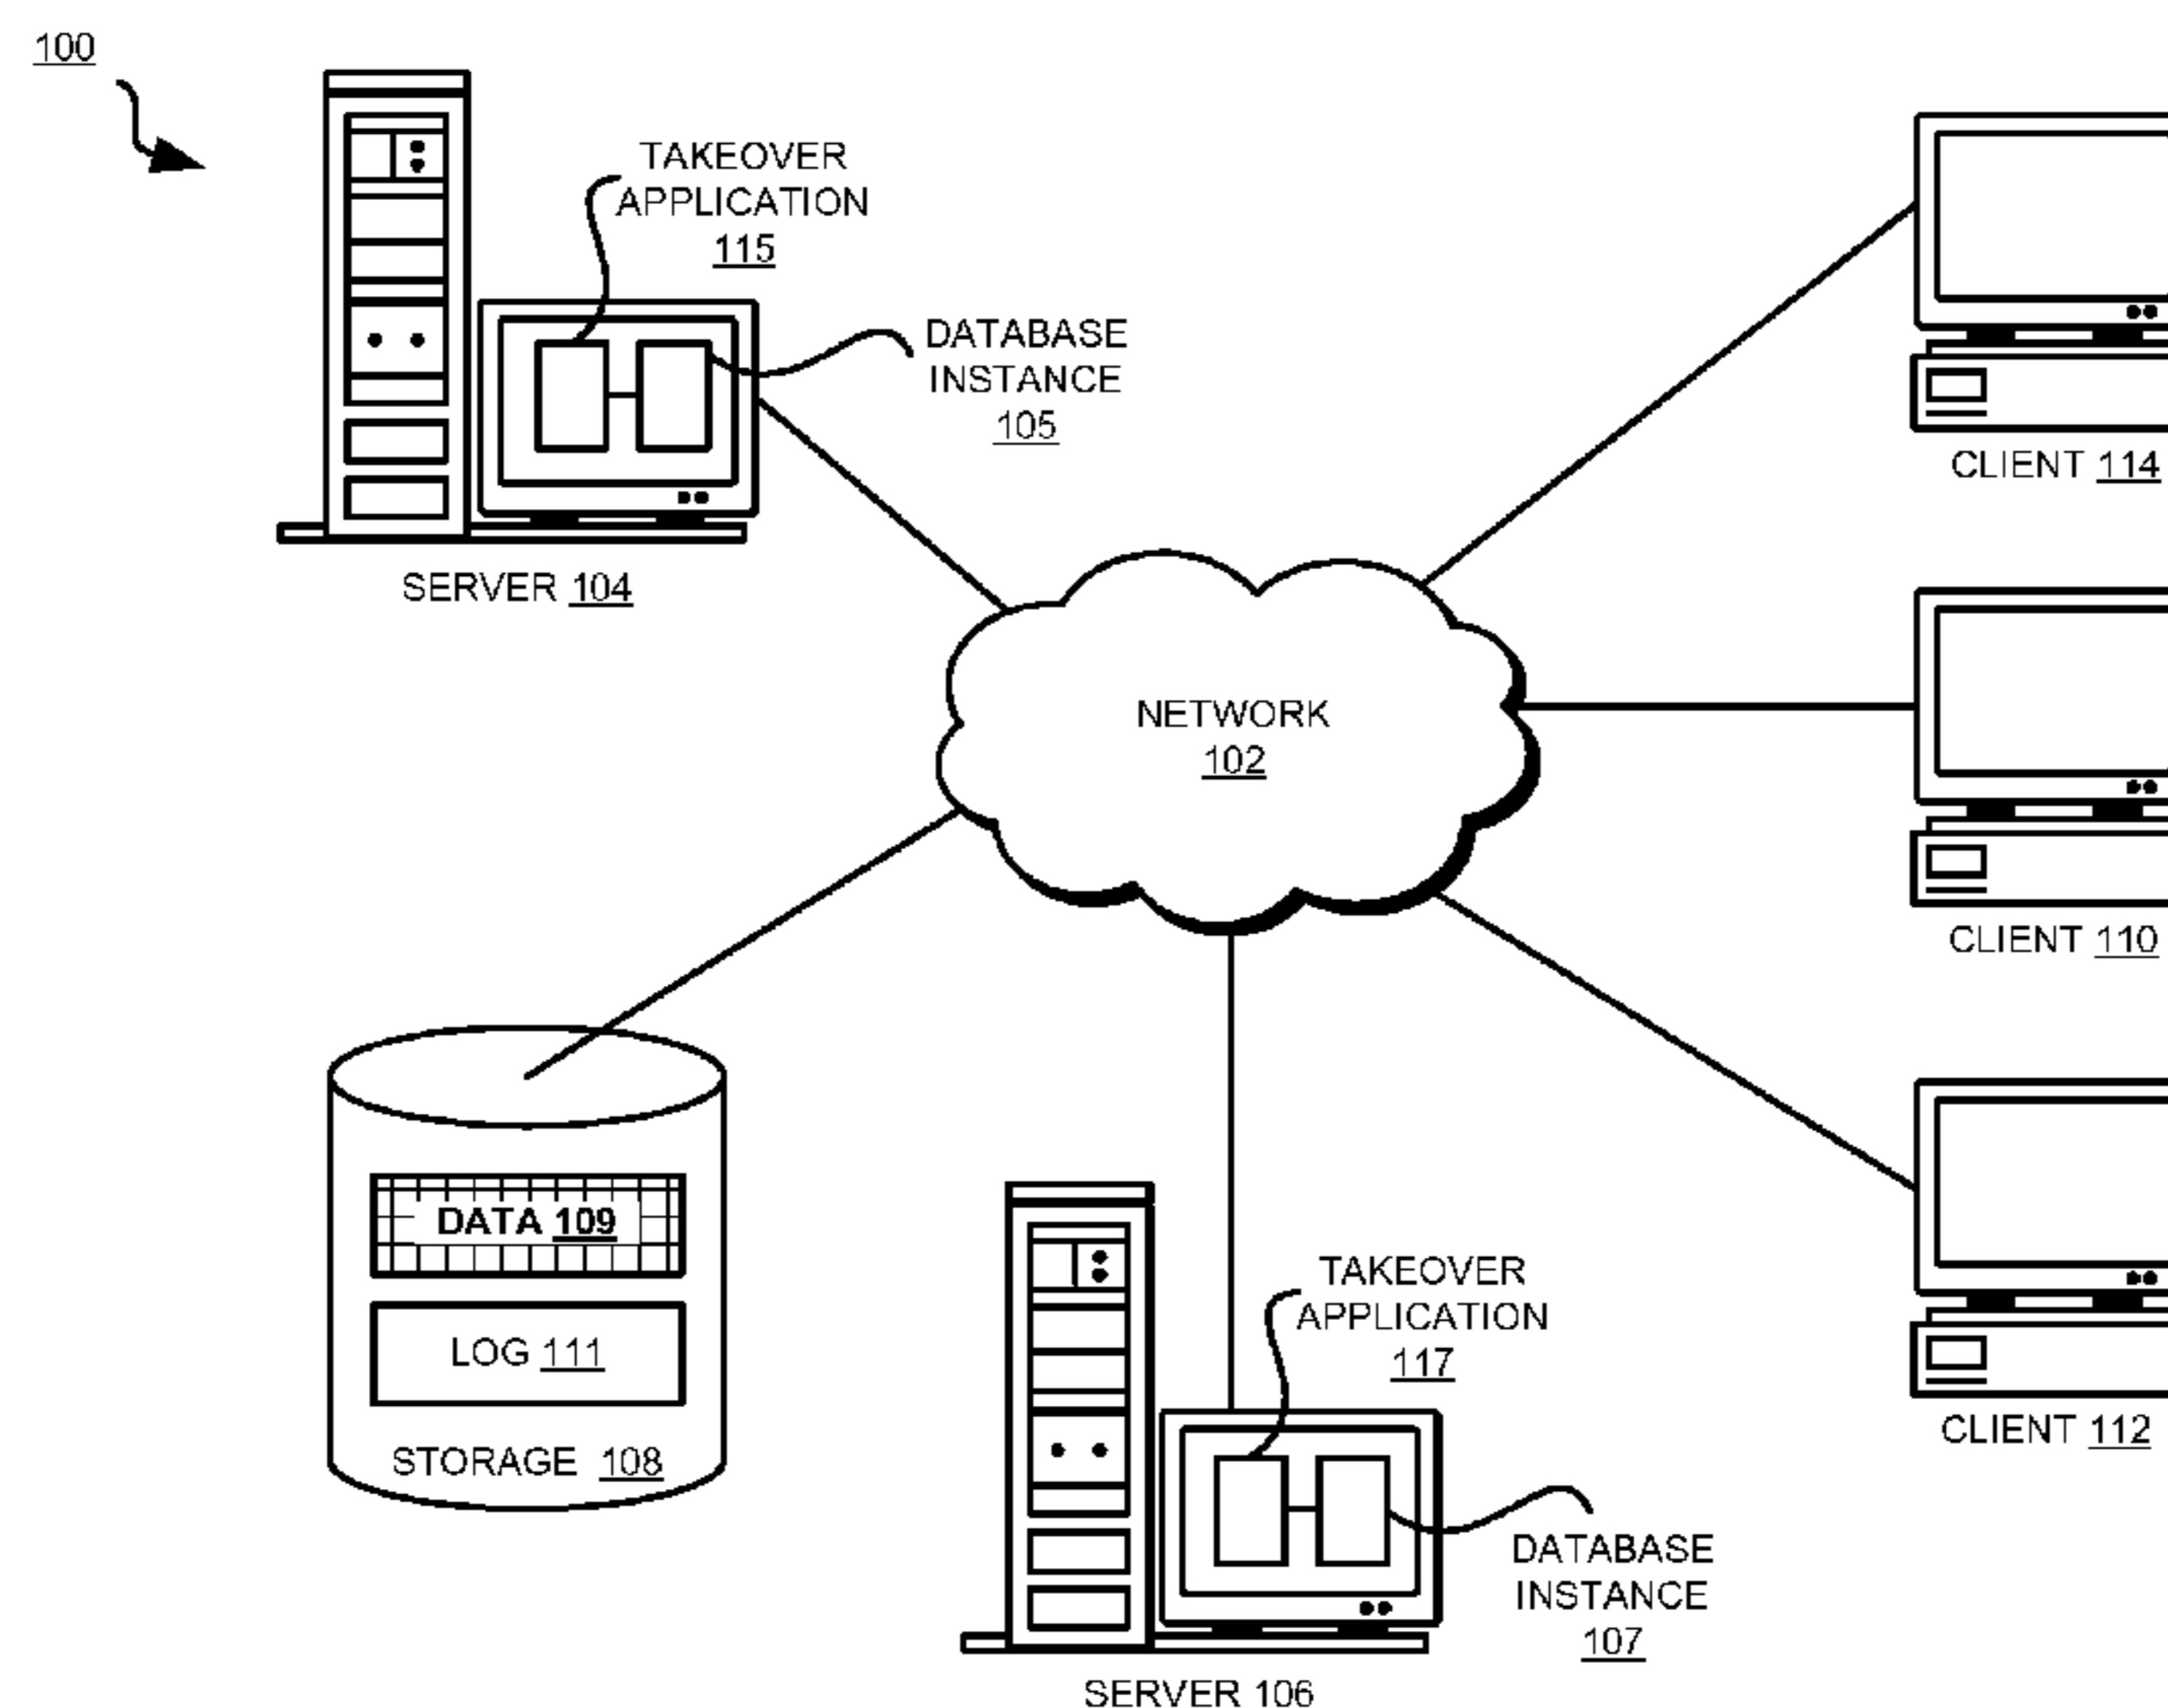 100
TAKEOVER
APPLICATION
115
DATABASE
INSTANCE
105
SERVER 104
CLIENT 114
NETWORK
102
CLIENT 110
DATA 109
LOG 111
STORAGE 108
TAKEOVER
APPLICATION
117
DATABASE
INSTANCE
107
SERVER 106
CLIENT 112